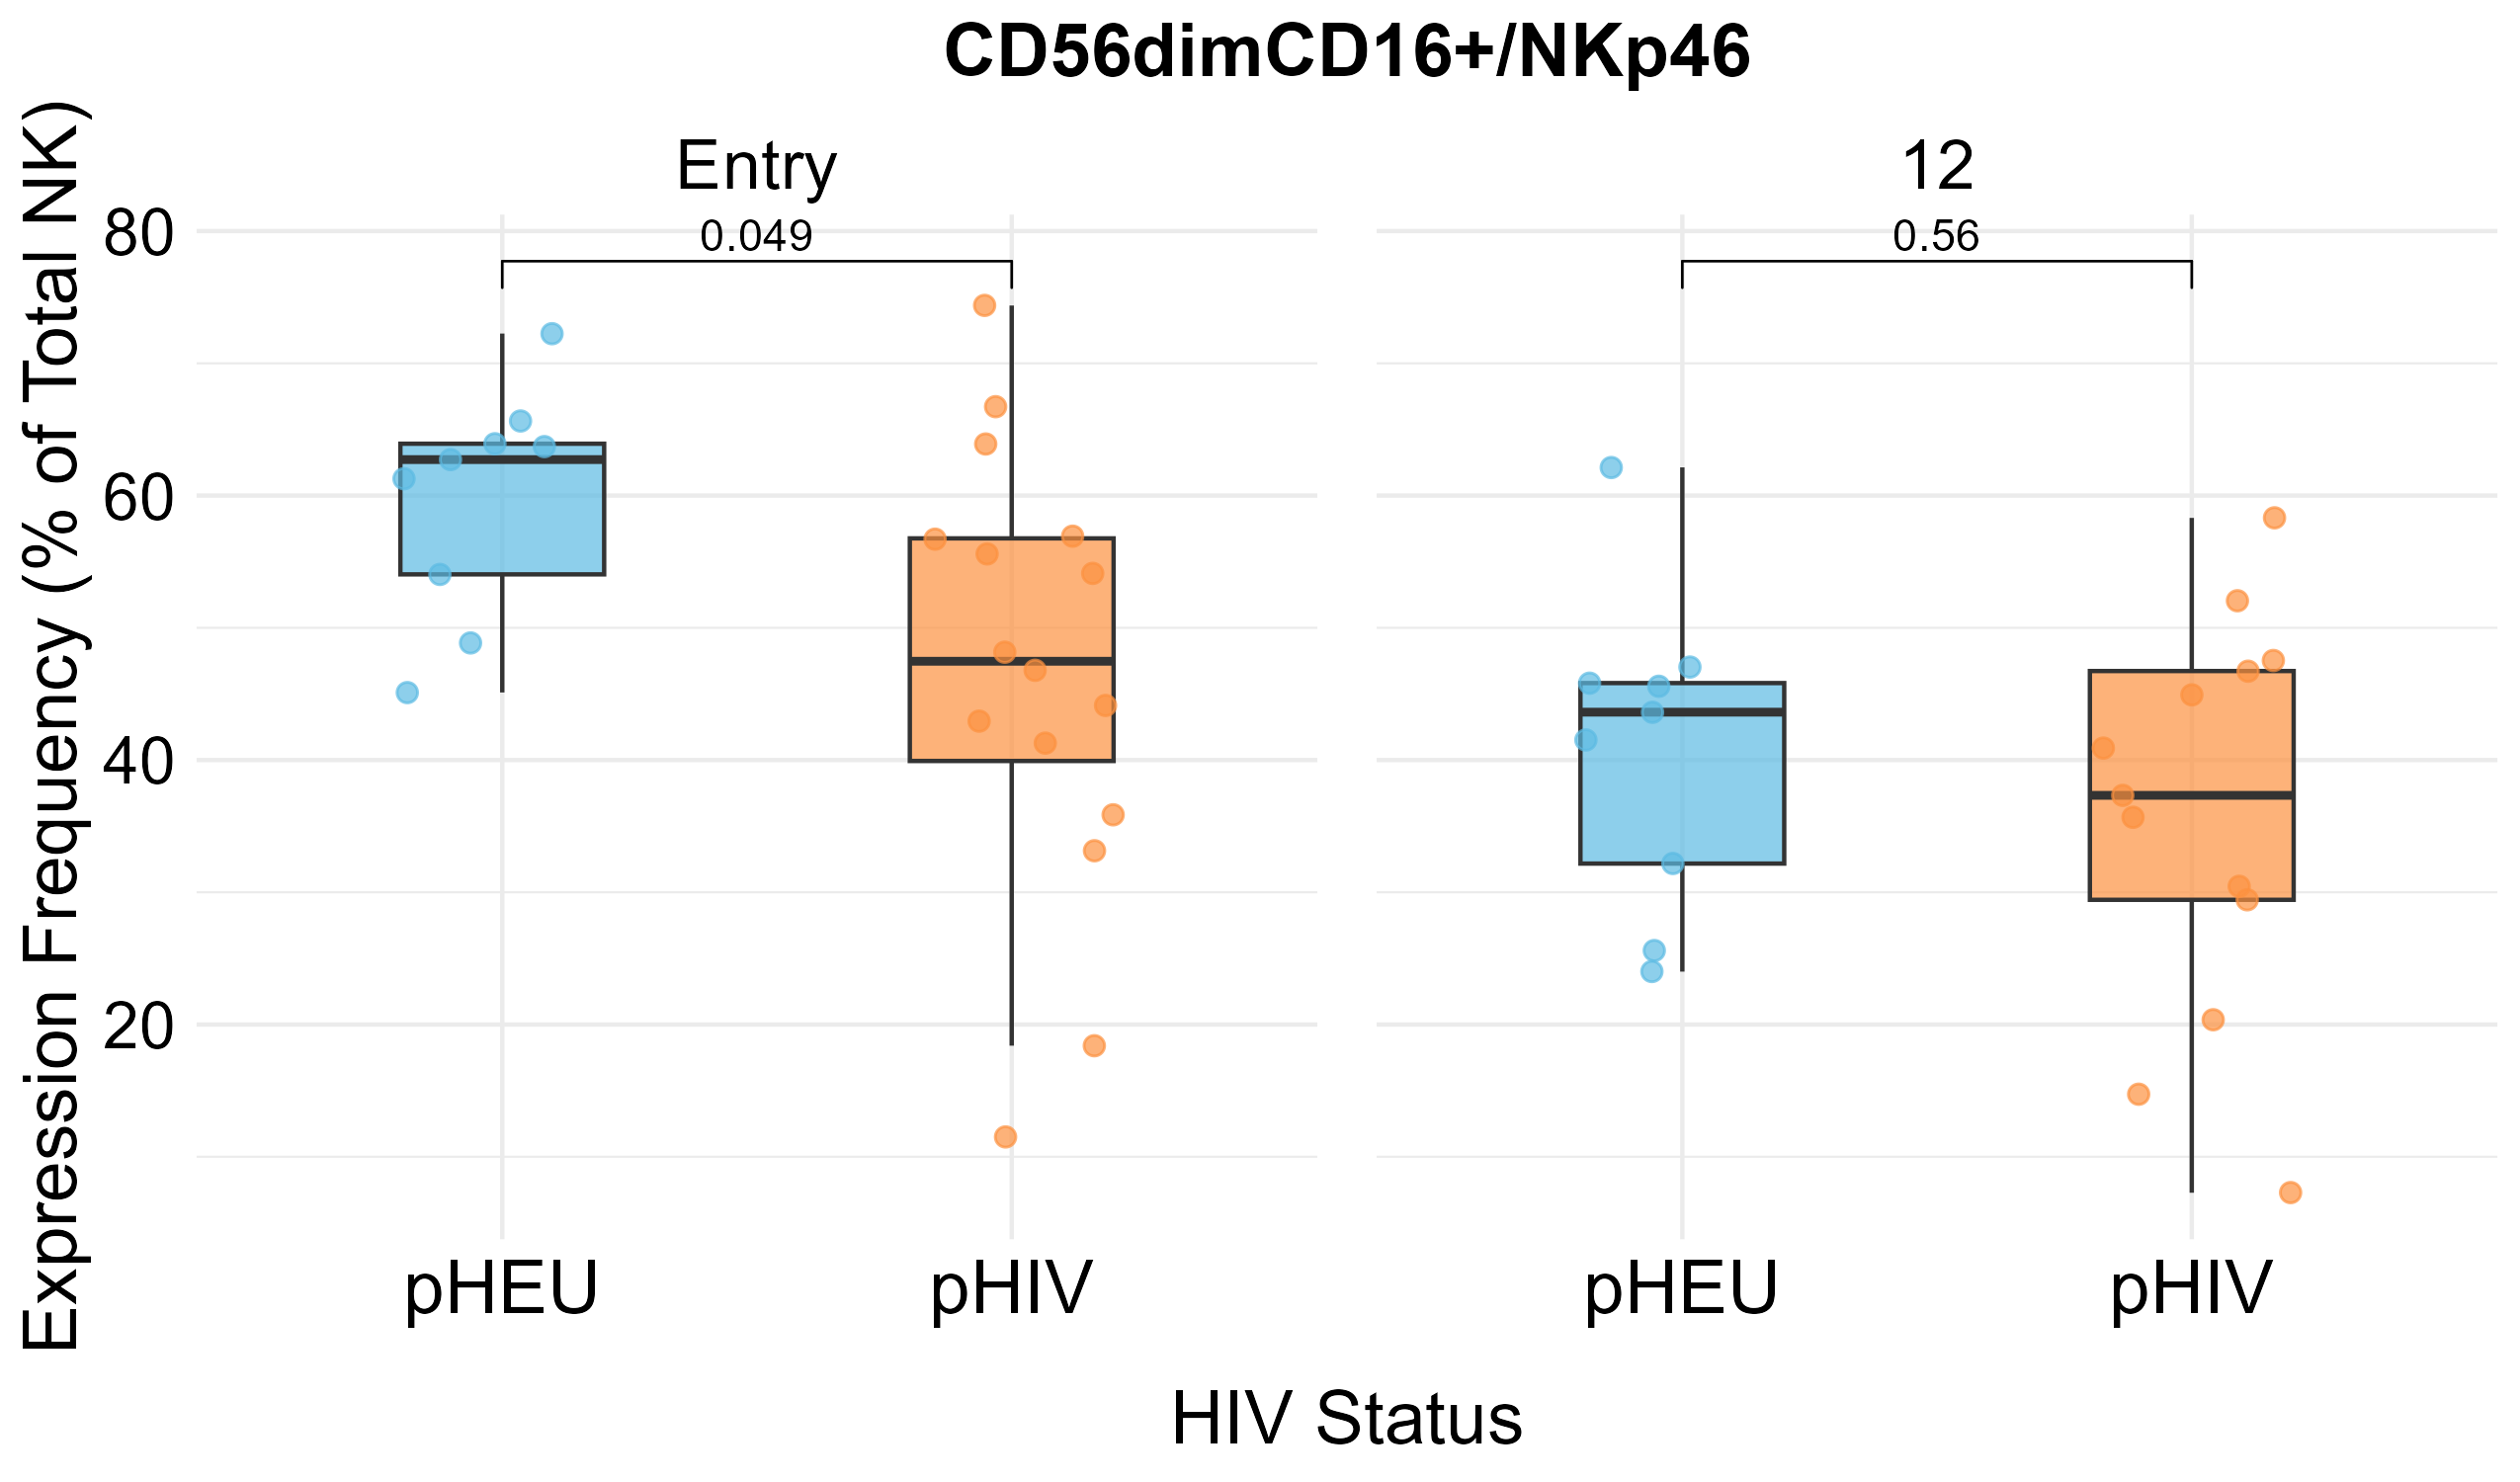 CD56dimCD16+/NKp46
Entry
12
0.049
0.56
Expression Frequency (% of Total NK)
80
60
40
20
pHEU
pHIV
pHEU
pHIV
HIV Status